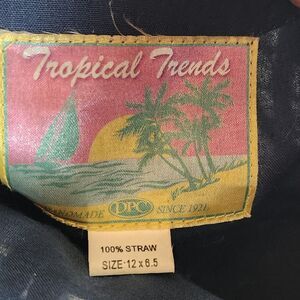 Tropical Trends
HANDMADE DPC SINCE 1921
100% STRAW
SIZE:12 x 6.5